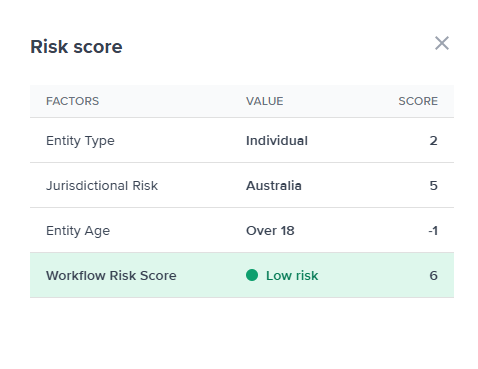 Risk score
FACTORS VALUE SCORE
Entity Type Individual 2
Jurisdictional Risk Australia 5
Entity Age Over 18 -1
Workflow Risk Score Low risk 6